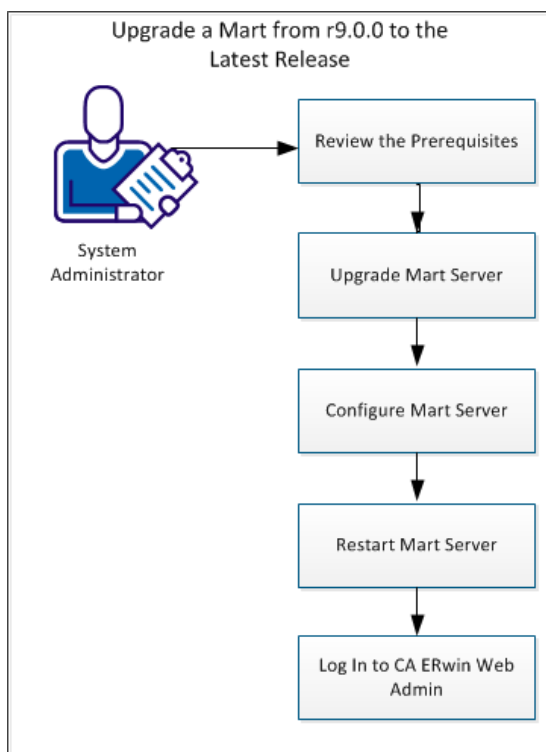 Upgrade a Mart from r9.0.0 to the
Latest Release
Review the Prerequisites
System
Administrator
Upgrade Mart Server
Configure Mart Server
Restart Mart Server
Log In to CA ERwin Web
Admin